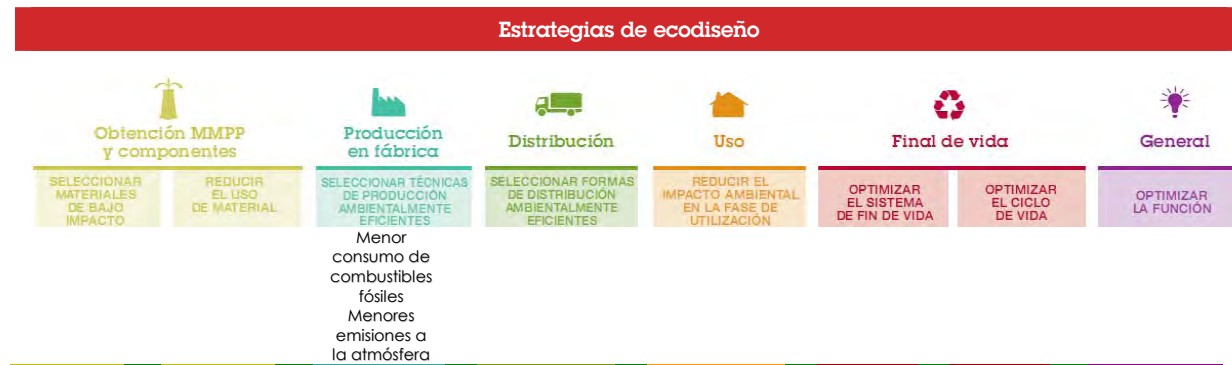 Estrategias de ecodiseño
Obtención MMPP
y componentes
Producción
en fábrica
Distribución
Uso
Final de vida
General
SELECCIONAR
MATERIALES
DE BAJO
IMPACTO
REDUCIR
EL USO
DE MATERIAL
SELECCIONAR TÉCNICAS
DE PRODUCCIÓN
AMBIENTALMENTE
EFICIENTES
SELECCIONAR FORMAS
DE DISTRIBUCIÓN
AMBIENTALMENTE
EFICIENTES
REDUCIR EL
IMPACTO AMBIENTAL
EN LA FASE DE
UTILIZACIÓN
OPTIMIZAR
EL SISTEMA
DE FIN DE VIDA
OPTIMIZAR
EL CICLO
DE VIDA
OPTIMIZAR
LA FUNCIÓN
Menor
consumo de
combustibles
fósiles
Menores
emisiones a
la atmósfera